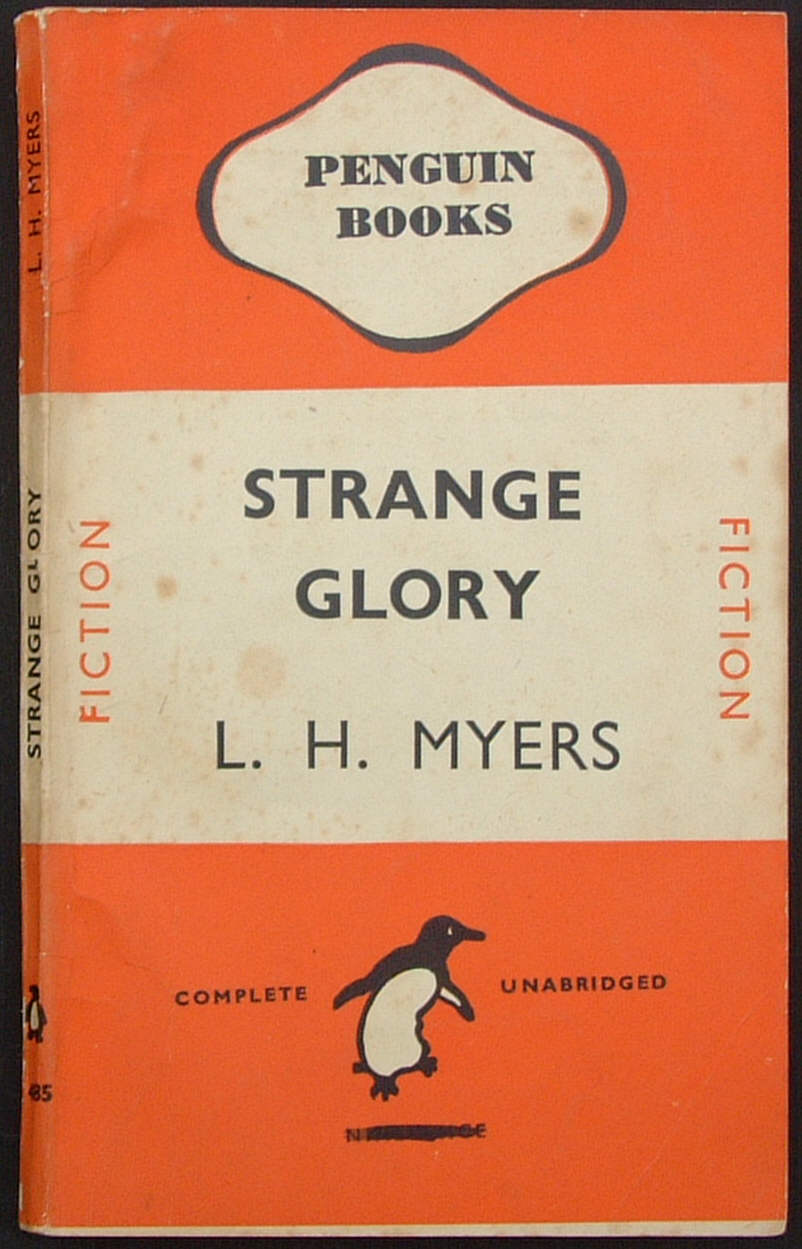 PENGUIN
BOOKS
STRANGE
GLORY
L. H. MYERS
FICTION
FICTION
COMPLETE
UNABRIDGED
L. H. MYERS
STRANGE GLORY